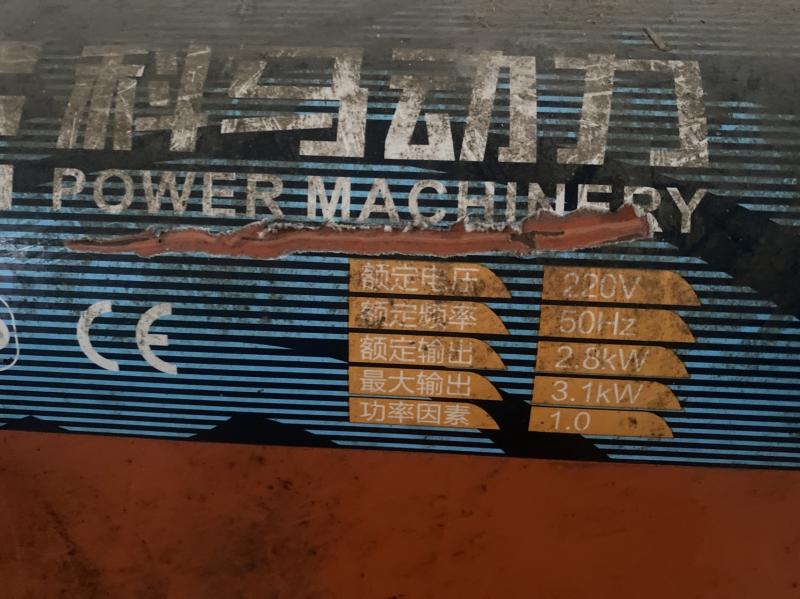 科马动力
POWER MACHINERY
CE
额定电压 220V
额定频率 50Hz
额定输出 2.8kW
最大输出 3.1kW
功率因素 1.0